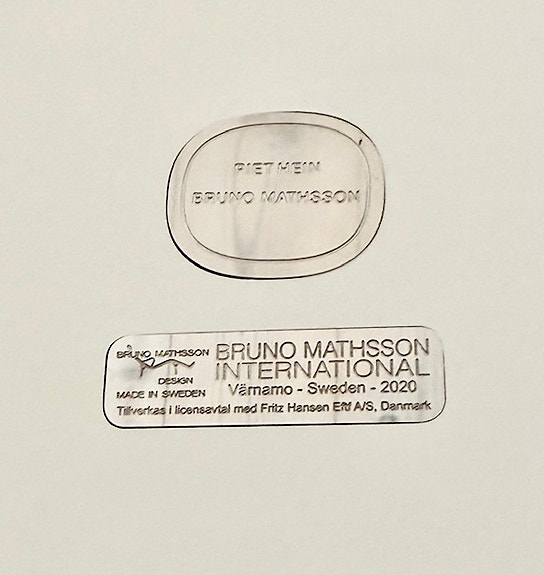 PIET HEIN
BRUNO MATHSSON
BRUNO MATHSSON
DESIGN
MADE IN SWEDEN
BRUNO MATHSSON
INTERNATIONAL
Värnamo - Sweden - 2020
Tillverkas i licensavtal med Fritz Hansen Eftf A/S, Danmark